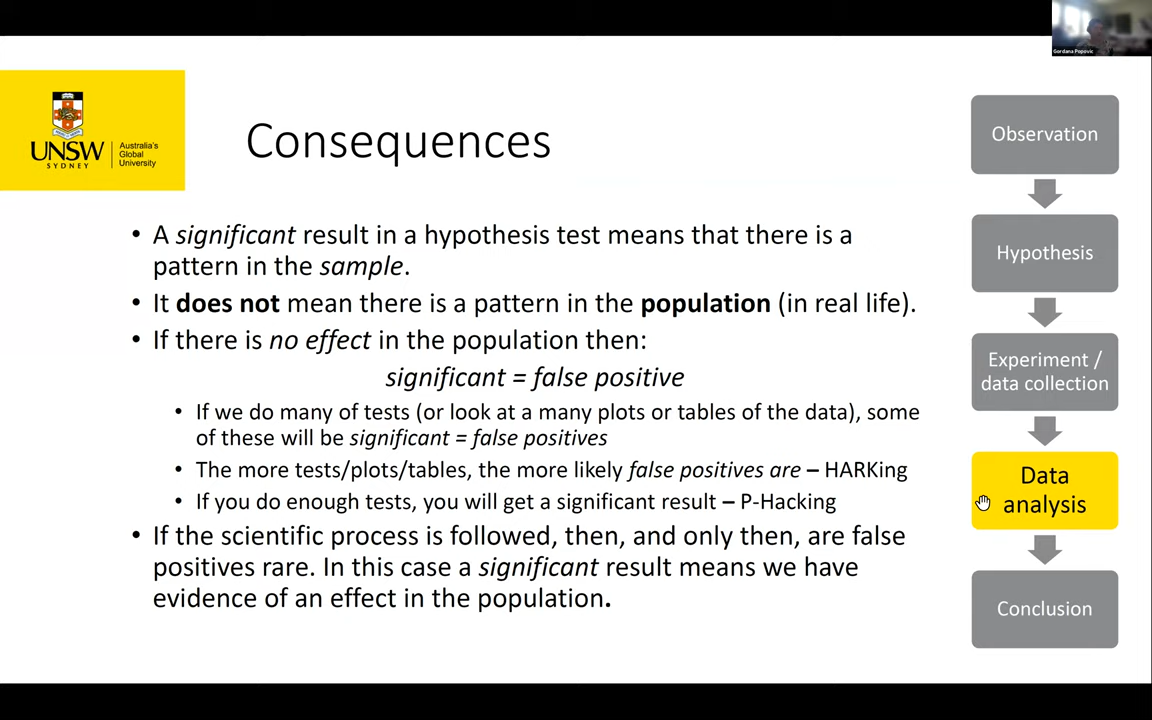 Gordana Popovic
UNSW
SYDNEY
Australia's
Global
University
Consequences
• A significant result in a hypothesis test means that there is a
pattern in the sample.
• It does not mean there is a pattern in the population (in real life).
• If there is no effect in the population then:
significant = false positive
• If we do many of tests (or look at a many plots or tables of the data), some
of these will be significant = false positives
• The more tests/plots/tables, the more likely false positives are – HARKing
• If you do enough tests, you will get a significant result – P-Hacking
• If the scientific process is followed, then, and only then, are false
positives rare. In this case a significant result means we have
evidence of an effect in the population.
Observation
Hypothesis
Experiment /
data collection
Data
analysis
Conclusion